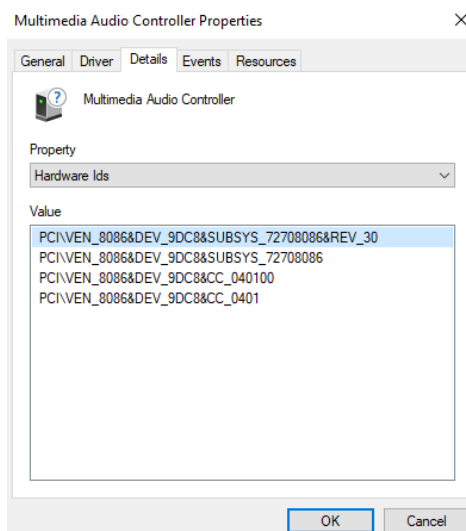 Multimedia Audio Controller Properties
General Driver Details Events Resources
Multimedia Audio Controller
Property
Hardware Ids
Value
PCI\VEN_8086&DEV_9DC8&SUBSYS_72708086&REV_30
PCI\VEN_8086&DEV_9DC8&SUBSYS_72708086
PCI\VEN_8086&DEV_9DC8&CC_040100
PCI\VEN_8086&DEV_9DC8&CC_0401
OK Cancel